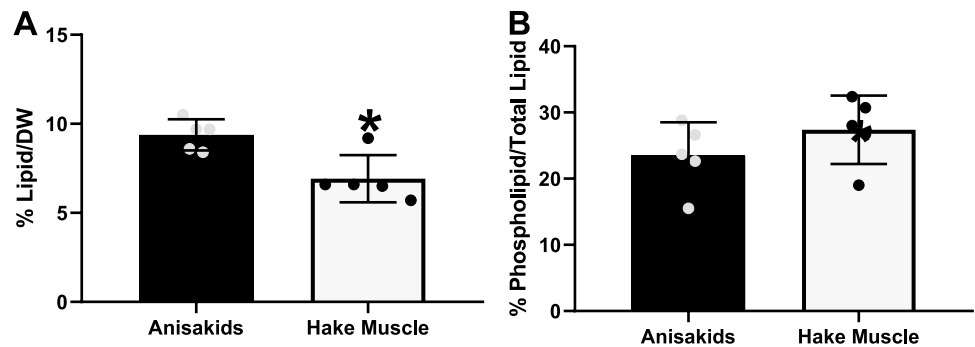 A
B
% Lipid/DW
15
10
5
0
*
Anisakids
Hake Muscle
% Phospholipid/Total Lipid
40
30
20
10
0
*
Anisakids
Hake Muscle